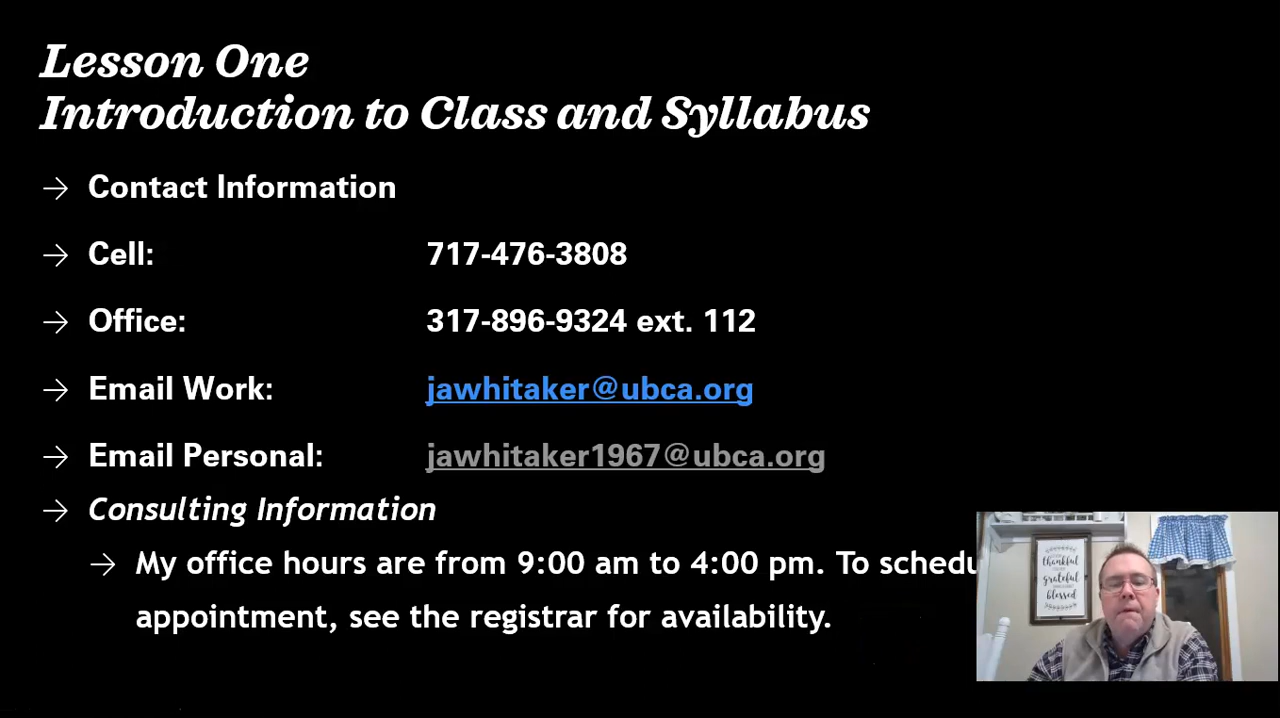 Lesson One
Introduction to Class and Syllabus
→ Contact Information
→ Cell: 717-476-3808
→ Office: 317-896-9324 ext. 112
→ Email Work: jawhitaker@ubca.org
→ Email Personal: jawhitaker1967@ubca.org
→ Consulting Information
→ My office hours are from 9:00 am to 4:00 pm. To schedu
appointment, see the registrar for availability.
thankful
grateful
blessed